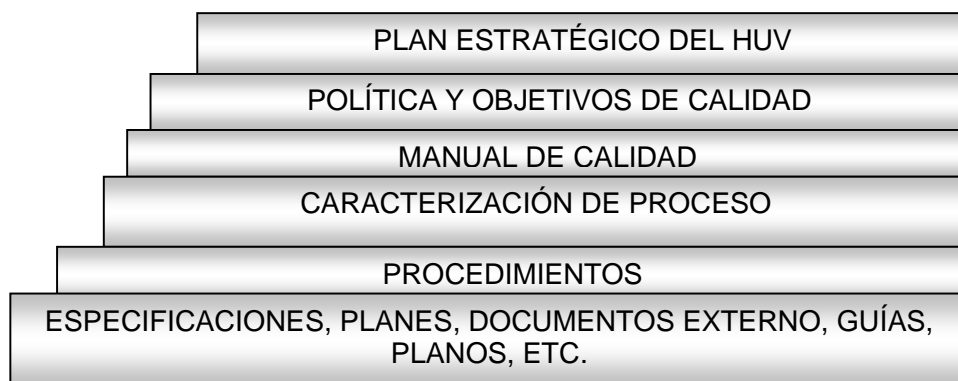 PLAN ESTRATÉGICO DEL HUV
POLÍTICA Y OBJETIVOS DE CALIDAD
MANUAL DE CALIDAD
CARACTERIZACIÓN DE PROCESO
PROCEDIMIENTOS
ESPECIFICACIONES, PLANES, DOCUMENTOS EXTERNO, GUÍAS,
PLANOS, ETC.